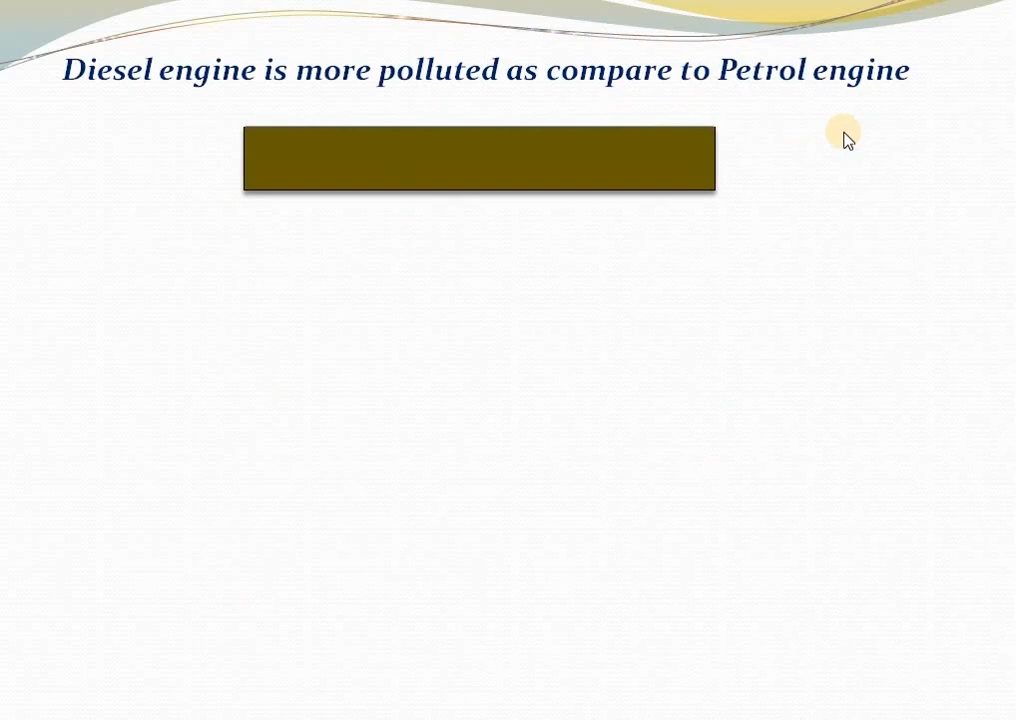 Diesel engine is more polluted as compare to Petrol engine